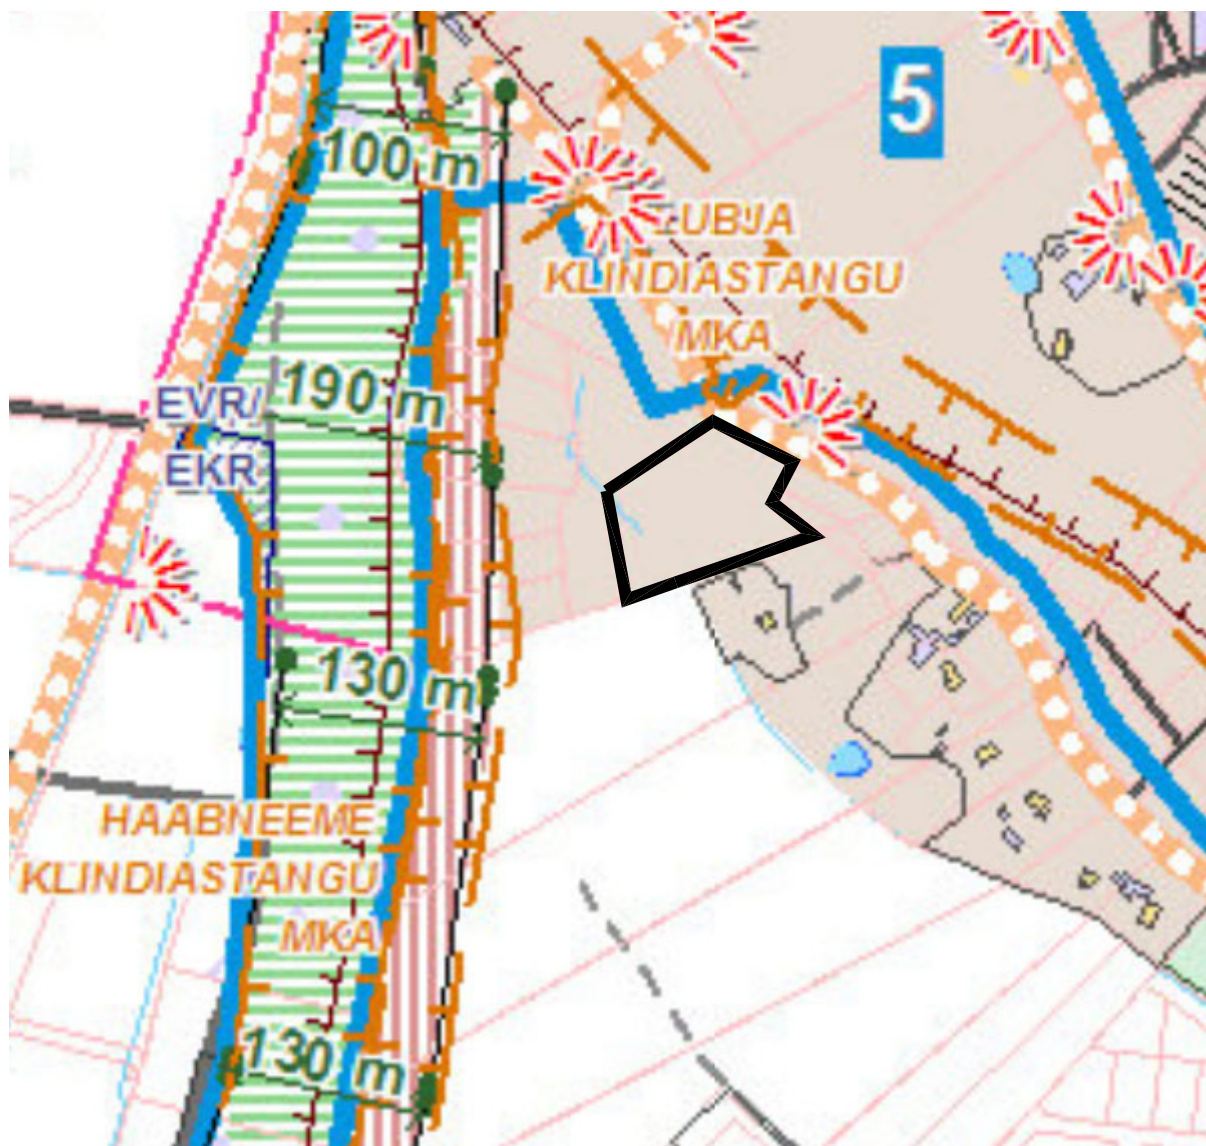 5
100 m
LUBJA
KLINDIASTANGU
MKA
190 m
EVR/
EKR
130 m
HAABNEEME
KLINDIASTANGU
MKA
130 m